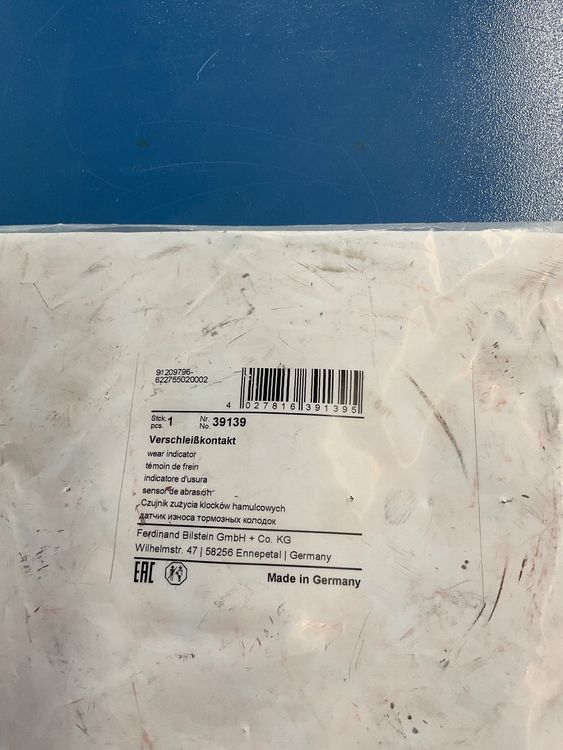 91209796-
622755020002
4 027816 391395
Stck. 1 Nr. 39139
pcs. No.
Verschleißkontakt
wear indicator
témoin de frein
indicatore d'usura
sensor de abrasión
Czujnik zużycia klocków hamulcowych
датчик износа тормозных колодок
Ferdinand Bilstein GmbH + Co. KG
Wilhelmstr. 47 | 58256 Ennepetal | Germany
EAC
Made in Germany